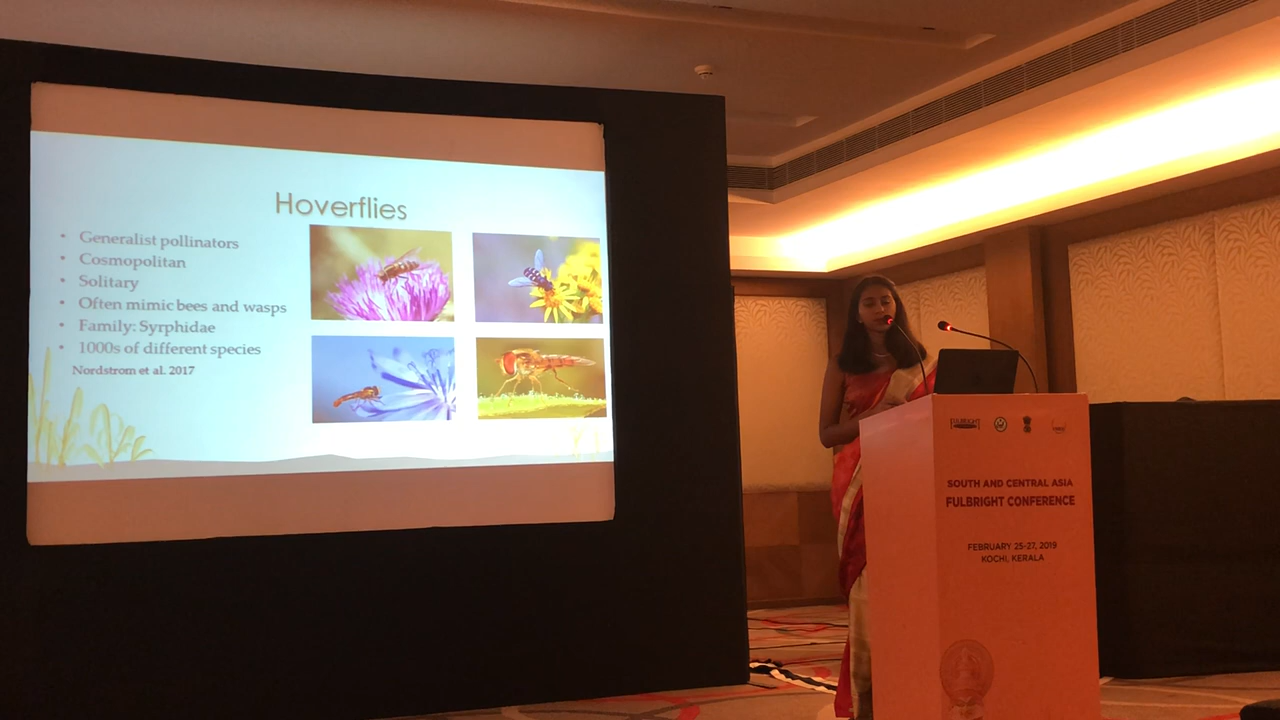 Hoverflies
• Generalist pollinators
• Cosmopolitan
• Solitary
• Often mimic bees and wasps
• Family: Syrphidae
• 1000s of different species
Nordstrom et al. 2017
FULBRIGHT
SOUTH AND CENTRAL ASIA
FULBRIGHT CONFERENCE
FEBRUARY 25-27, 2019
KOCHI, KERALA